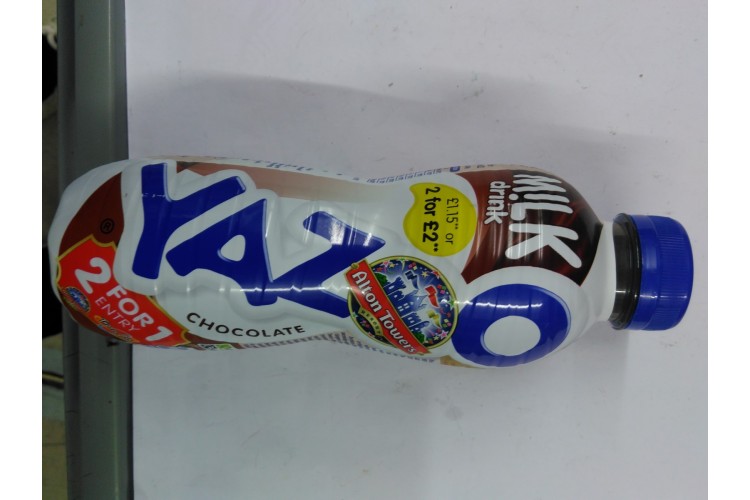 MiLK
drink
£1.15 or
2 for £2
YAZOO
Alton Towers
CHOCOLATE
2 FOR 1
ENTRY